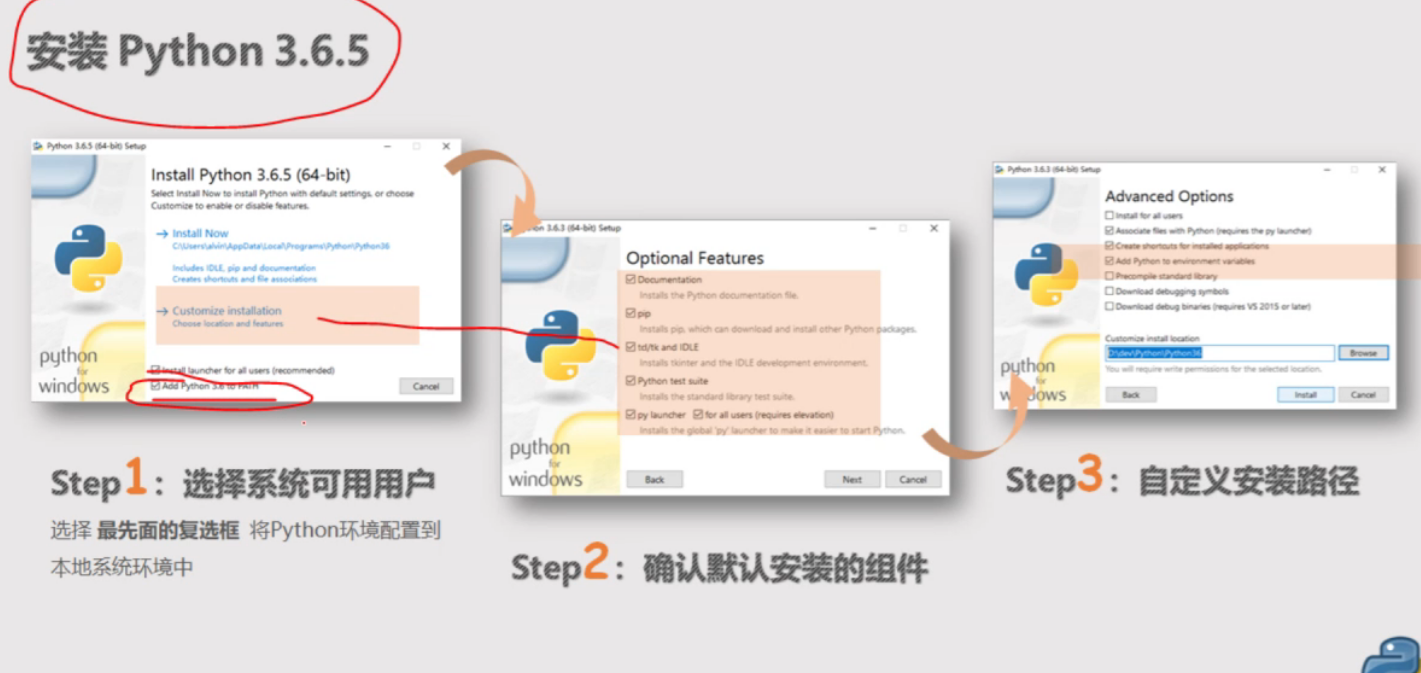 安装 Python 3.6.5
Python 3.6.5 (64-bit) Setup
Install Python 3.6.5 (64-bit)
Select Install Now to install Python with default settings, or choose
Customize to enable or disable features.
→ Install Now
C:\Users\alvin\AppData\Local\Programs\Python\Python36
Includes IDLE, pip and documentation
Creates shortcuts and file associations
→ Customize installation
Choose location and features
Install launcher for all users (recommended)
Add Python 3.6 to PATH
Cancel
python
for
windows
Step1：选择系统可用用户
选择 最先面的复选框 将Python环境配置到
本地系统环境中
3.6.3 (64-bit) Setup
Optional Features
Documentation
Installs the Python documentation file.
pip
Installs pip, which can download and install other Python packages.
tcl/tk and IDLE
Installs tkinter and the IDLE development environment.
Python test suite
Installs the standard library test suite.
py launcher for all users (requires elevation)
Installs the global 'py' launcher to make it easier to start Python.
python
for
windows
Back
Next
Cancel
Step2：确认默认安装的组件
Python 3.6.3 (64-bit) Setup
Advanced Options
Install for all users
Associate files with Python (requires the py launcher)
Create shortcuts for installed applications
Add Python to environment variables
Precompile standard library
Download debugging symbols
Download debug binaries (requires VS 2015 or later)
Customize install location
D:\dev\Python\Python36
Browse
You will require write permissions for the selected location.
python
for
Back
Install
Cancel
Step3：自定义安装路径